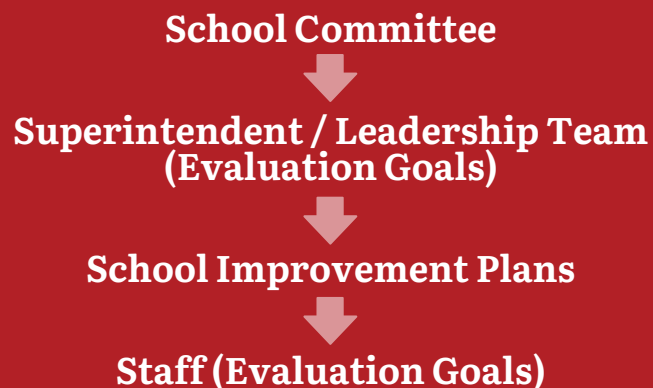 School Committee
Superintendent / Leadership Team
(Evaluation Goals)
School Improvement Plans
Staff (Evaluation Goals)